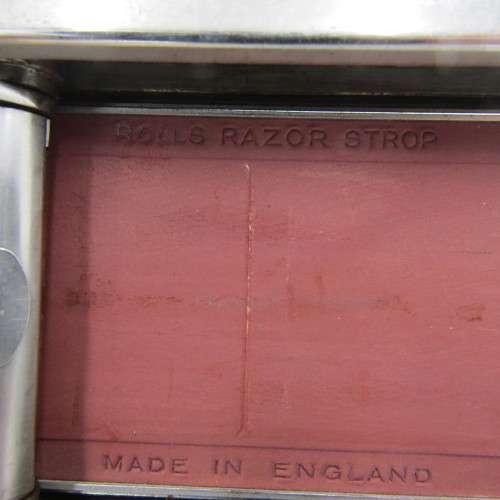 ROLLS RAZOR STROP
MADE IN ENGLAND